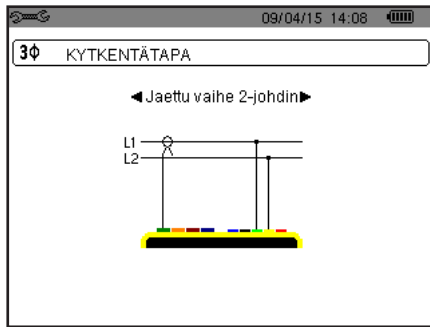 09/04/15 14:08
3Φ KYTKENTÄTAPA
◄Jaettu vaihe 2-johdin►
L1
L2